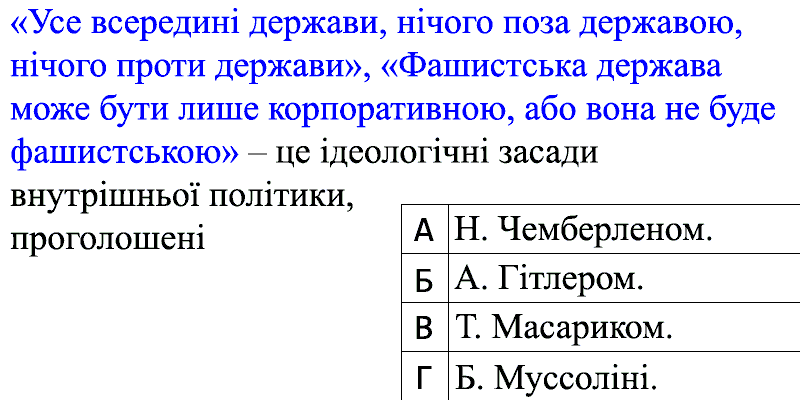 «Усе всередині держави, нічого поза державою,
нічого проти держави», «Фашистська держава
може бути лише корпоративною, або вона не буде
фашистською» – це ідеологічні засади
внутрішньої політики,
проголошені
А Н. Чемберленом.
Б А. Гітлером.
В Т. Масариком.
Г Б. Муссоліні.